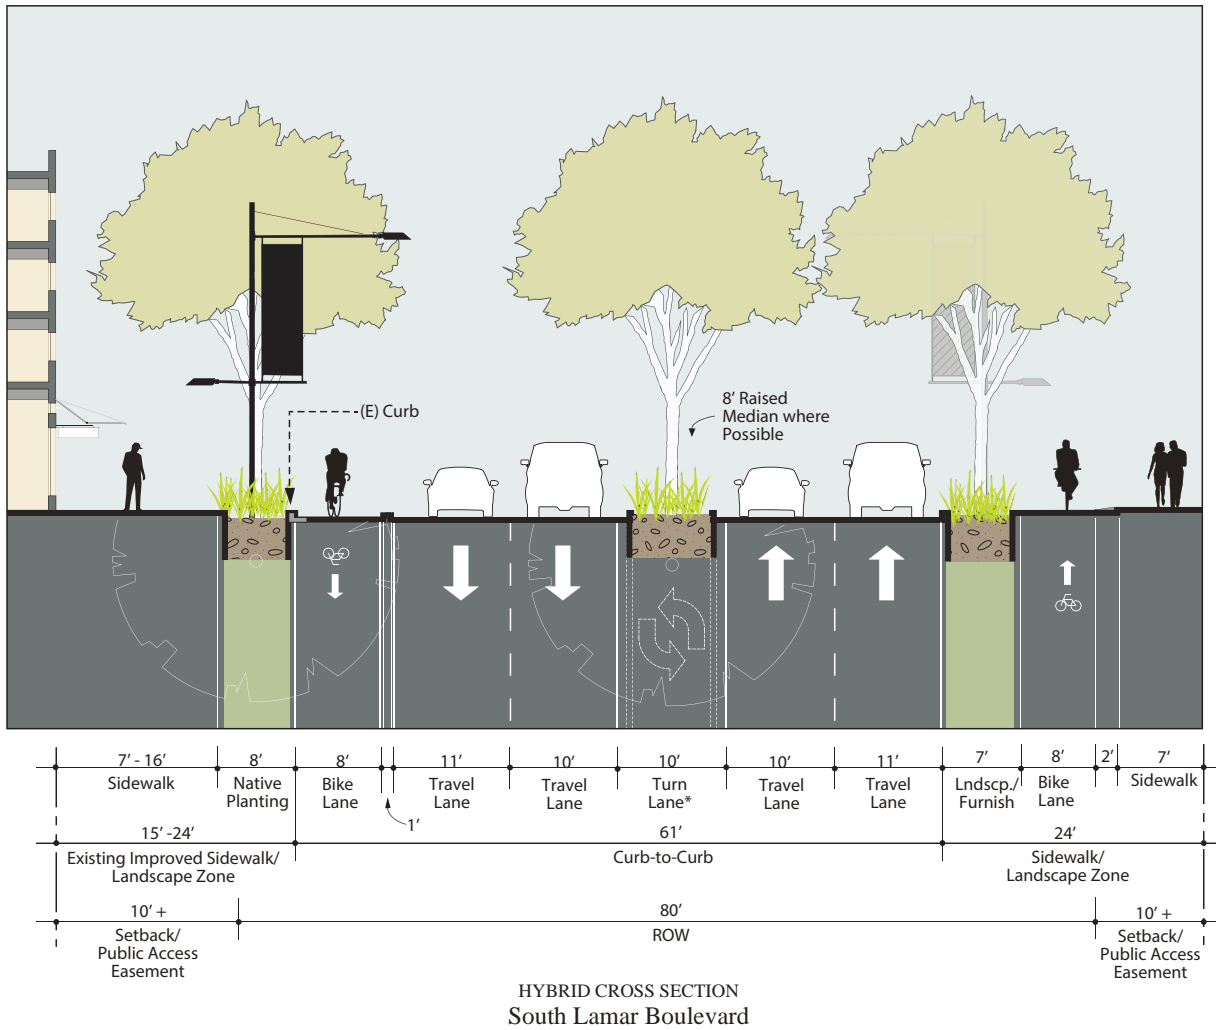 (E) Curb
8’ Raised
Median where
Possible
7’ - 16’
8’
8’
11’
10’
10’
10’
11’
7’
8’
2’
7’
Sidewalk
Native
Planting
Bike
Lane
Travel
Lane
Travel
Lane
Turn
Lane*
Travel
Lane
Travel
Lane
Lndscp./
Furnish
Bike
Lane
Sidewalk
1’
15’ -24’
61’
24’
Existing Improved Sidewalk/
Landscape Zone
Curb-to-Curb
Sidewalk/
Landscape Zone
10’ +
80’
10’ +
Setback/
Public Access
Easement
ROW
Setback/
Public Access
Easement
HYBRID CROSS SECTION
South Lamar Boulevard